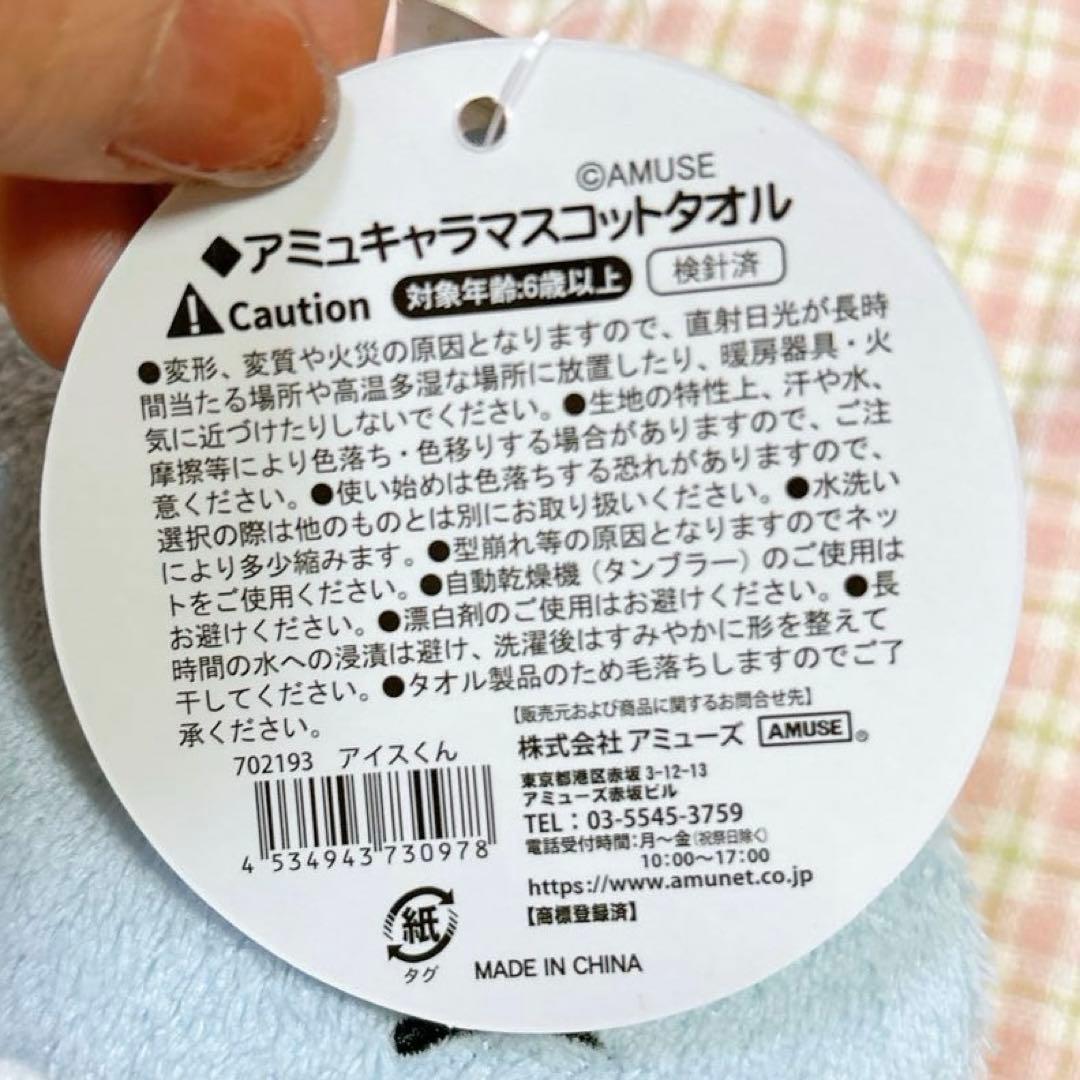 ©AMUSE
◆アミュキャラマスコットタオル
Caution 対象年齢:6歳以上 検針済
●変形、変質や火災の原因となりますので、直射日光が長時
間当たる場所や高温多湿な場所に放置したり、暖房器具・火
気に近づけたりしないでください。●生地の特性上、汗や水、
摩擦等により色落ち・色移りする場合がありますので、ご注
意ください。●使い始めは色落ちする恐れがありますので、
選択の際は他のものとは別にお取り扱いください。●水洗い
により多少縮みます。●型崩れ等の原因となりますのでネッ
トをご使用ください。●自動乾燥機（タンブラー）のご使用は
お避けください。●漂白剤のご使用はお避けください。●長
時間の水への浸漬は避け、洗濯後はすみやかに形を整えて
干してください。●タオル製品のため毛落ちしますのでご了
承ください。
702193 アイスくん
4 534943 730978
【販売元および商品に関するお問合せ先】
株式会社アミューズ AMUSE®
東京都港区赤坂 3-12-13
アミューズ赤坂ビル
TEL：03-5545-3759
電話受付時間：月～金（祝祭日除く）
10:00～17:00
https://www.amunet.co.jp
【商標登録済】
紙
タグ
MADE IN CHINA